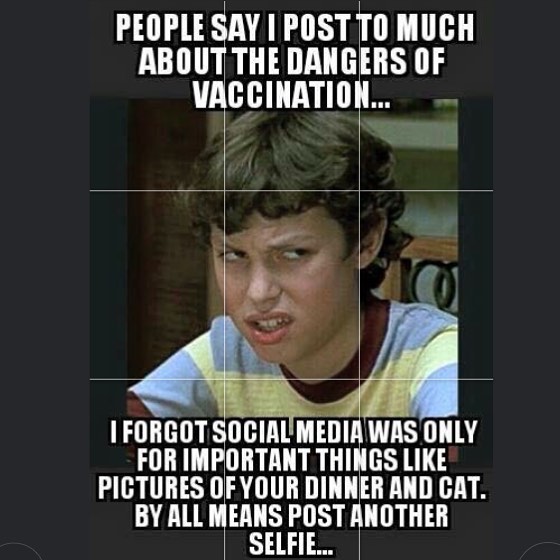 PEOPLE SAY I POST TO MUCH
ABOUT THE DANGERS OF
VACCINATION...
I FORGOT SOCIAL MEDIA WAS ONLY
FOR IMPORTANT THINGS LIKE
PICTURES OF YOUR DINNER AND CAT.
BY ALL MEANS POST ANOTHER
SELFIE...